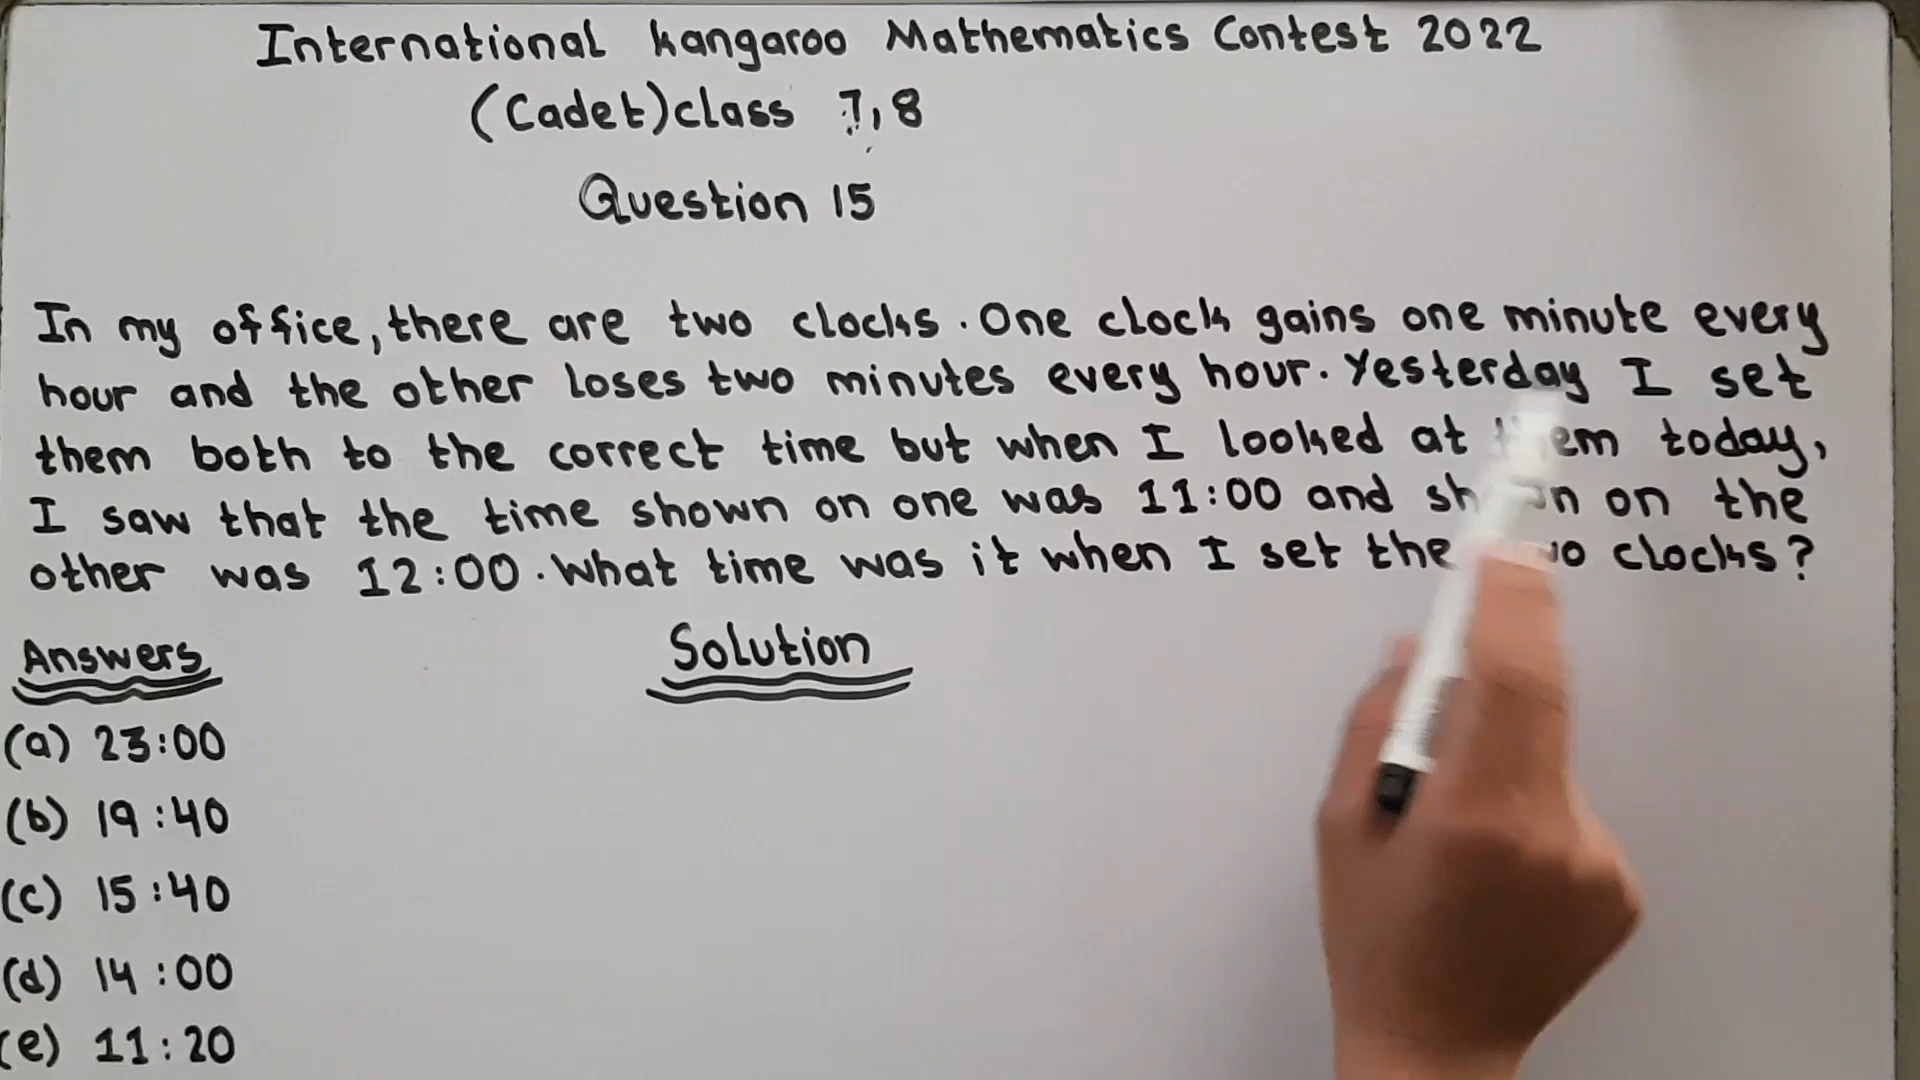 International Kangaroo Mathematics Contest 2022
(Cadet) class 7,8
Question 15
In my office, there are two clocks. One clock gains one minute every
hour and the other loses two minutes every hour. Yesterday I set
them both to the correct time but when I looked at them today,
I saw that the time shown on one was 11:00 and shown on the
other was 12:00. What time was it when I set the two clocks?
Answers
Solution
(a) 23:00
(b) 19:40
(c) 15:40
(d) 14:00
(e) 11:20